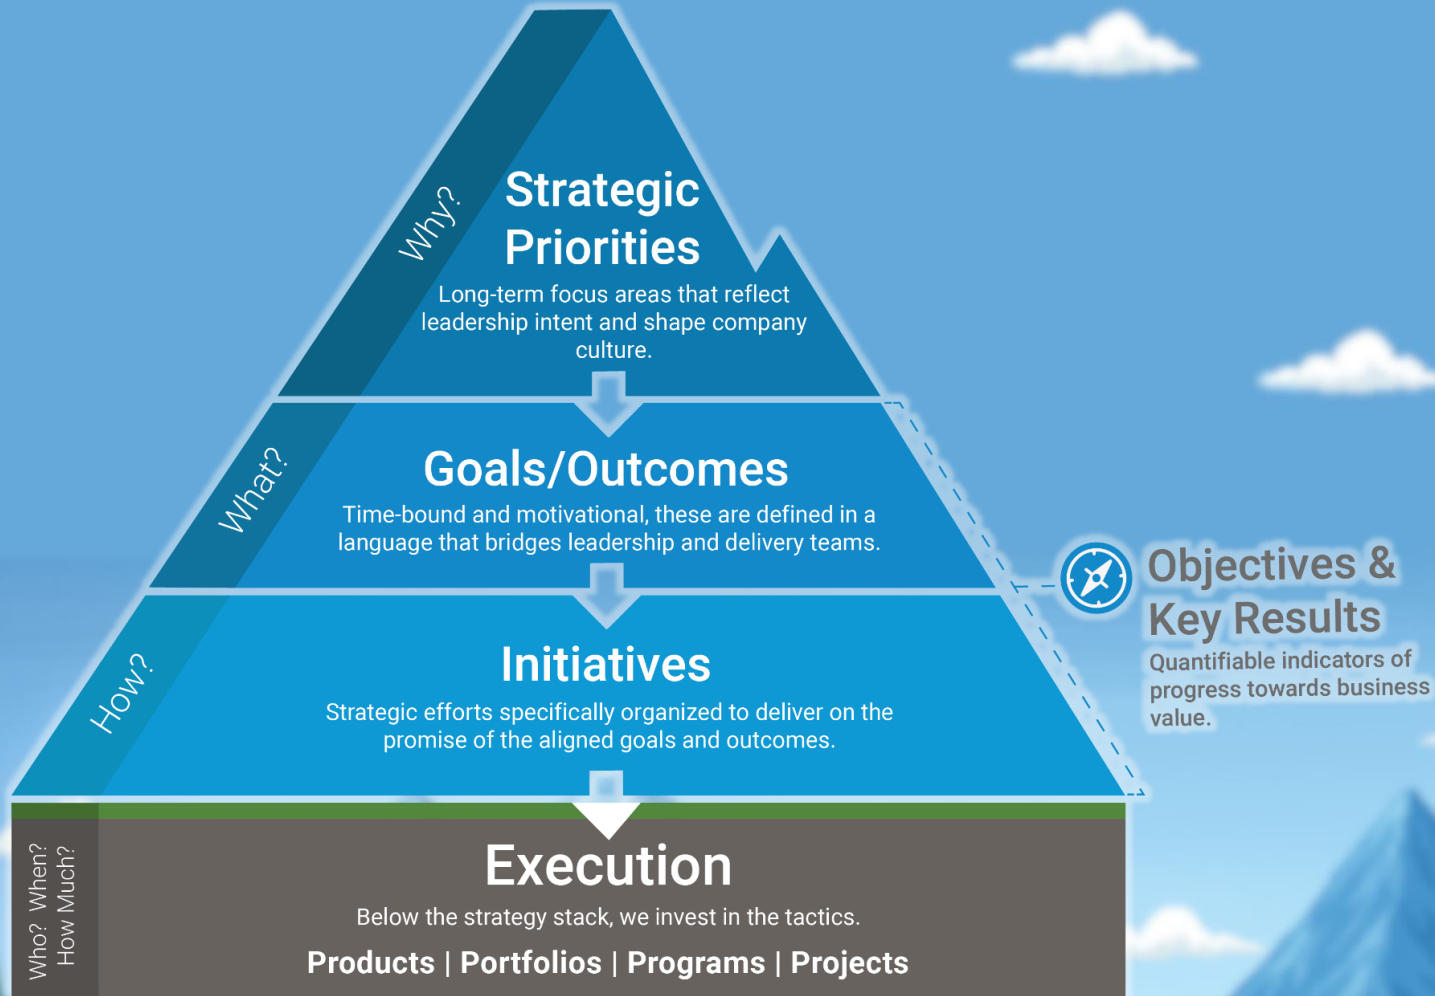 Why?
Strategic
Priorities
Long-term focus areas that reflect
leadership intent and shape company
culture.
What?
Goals/Outcomes
Time-bound and motivational, these are defined in a
language that bridges leadership and delivery teams.
Objectives &
Key Results
Quantifiable indicators of
progress towards business
value.
How?
Initiatives
Strategic efforts specifically organized to deliver on the
promise of the aligned goals and outcomes.
Who? When?
How Much?
Execution
Below the strategy stack, we invest in the tactics.
Products | Portfolios | Programs | Projects